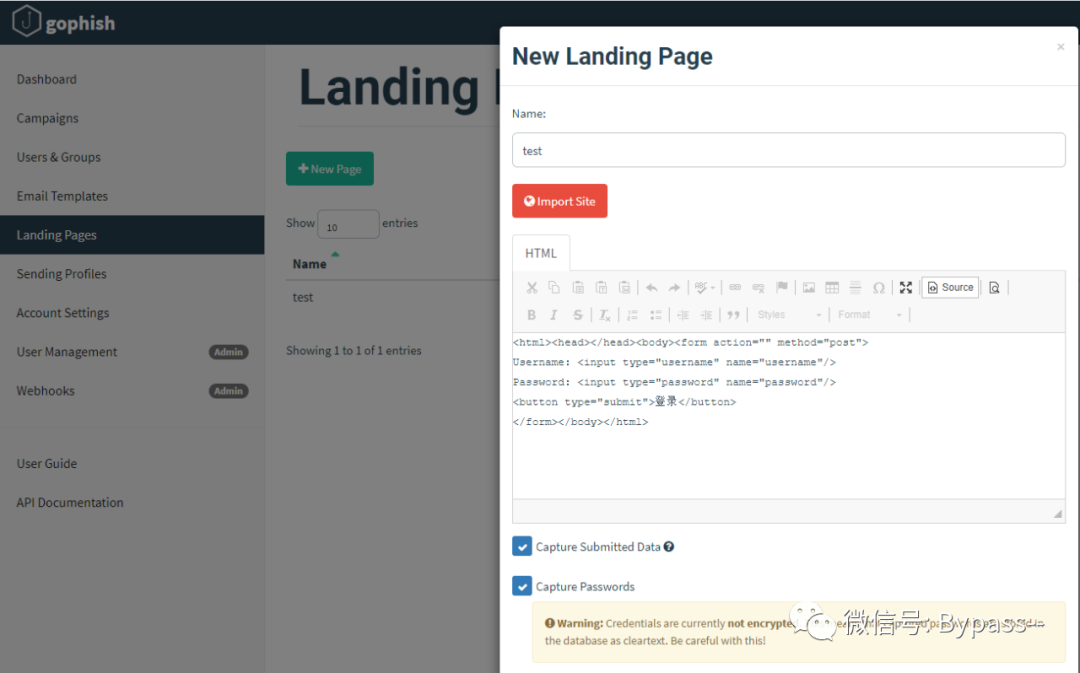 gophish
Dashboard
Campaigns
Users & Groups
Email Templates
Landing Pages
Sending Profiles
Account Settings
User Management Admin
Webhooks Admin
User Guide
API Documentation
Landing
New Page
Show 10 entries
Name
test
Showing 1 to 1 of 1 entries
New Landing Page
×
Name:
test
Import Site
HTML
Source
B I S Tx Styles Format
<html><head></head><body><form action="" method="post">
Username: <input type="username" name="username"/>
Password: <input type="password" name="password"/>
<button type="submit">登录</button>
</form></body></html>
Capture Submitted Data
Capture Passwords
Warning: Credentials are currently not encrypte
the database as cleartext. Be careful with this!
微信号: Bypass--